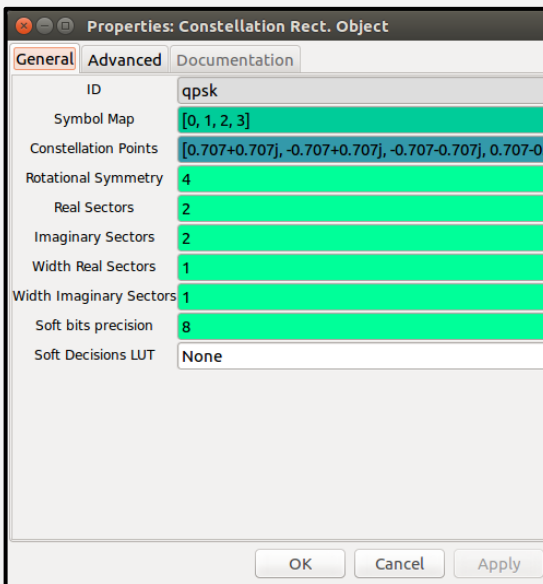 Properties: Constellation Rect. Object
General Advanced Documentation
ID qpsk
Symbol Map [0, 1, 2, 3]
Constellation Points [0.707+0.707j, -0.707+0.707j, -0.707-0.707j, 0.707-0
Rotational Symmetry 4
Real Sectors 2
Imaginary Sectors 2
Width Real Sectors 1
Width Imaginary Sectors 1
Soft bits precision 8
Soft Decisions LUT None
OK Cancel Apply